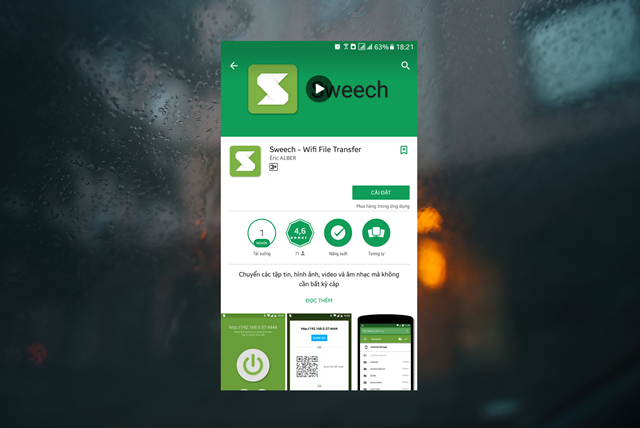 63% 18:21
Sweech
Sweech - Wifi File Transfer
Éric ALBER
3+
CÀI ĐẶT
Mua hàng trong ứng dụng
1
NGHÌN
4,6
Tải xuống
71
Năng suất
Tương tự
Chuyển các tập tin, hình ảnh, video và âm nhạc mà không
cần bất kỳ cáp
ĐỌC THÊM
http://192.168.0.57:4444
http://192.168.0.57:4444